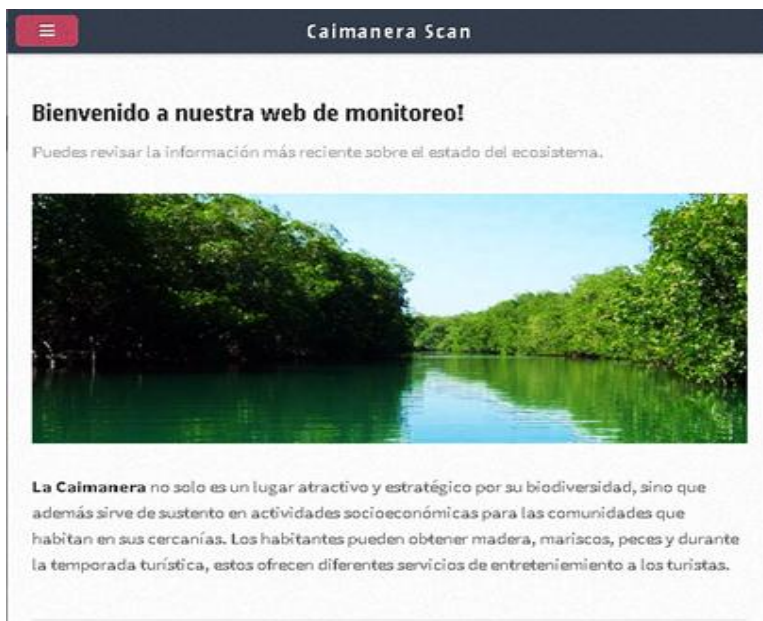 Caimanera Scan
Bienvenido a nuestra web de monitoreo!
Puedes revisar la información más reciente sobre el estado del ecosistema.
La Caimanera no solo es un lugar atractivo y estratégico por su biodiversidad, sino que
además sirve de sustento en actividades socioeconómicas para las comunidades que
habitan en sus cercanías. Los habitantes pueden obtener madera, mariscos, peces y durante
la temporada turística, estos ofrecen diferentes servicios de entreteniemiento a los turistas.